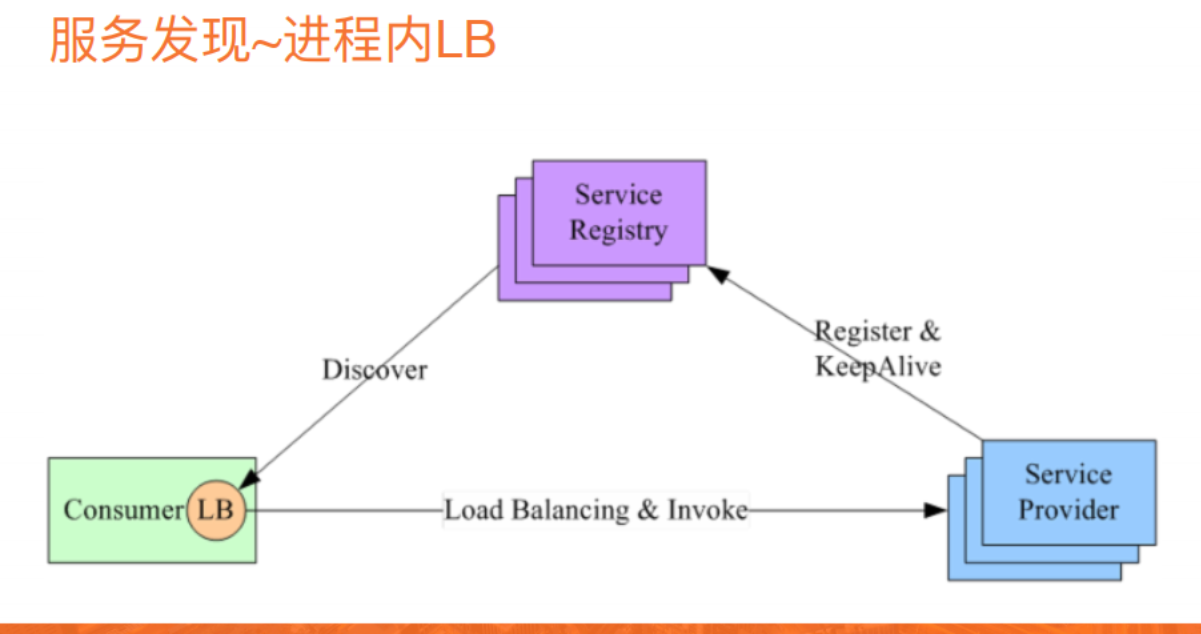 服务发现~进程内LB
Service
Registry
Register &
KeepAlive
Discover
Consumer
LB
Load Balancing & Invoke
Service
Provider